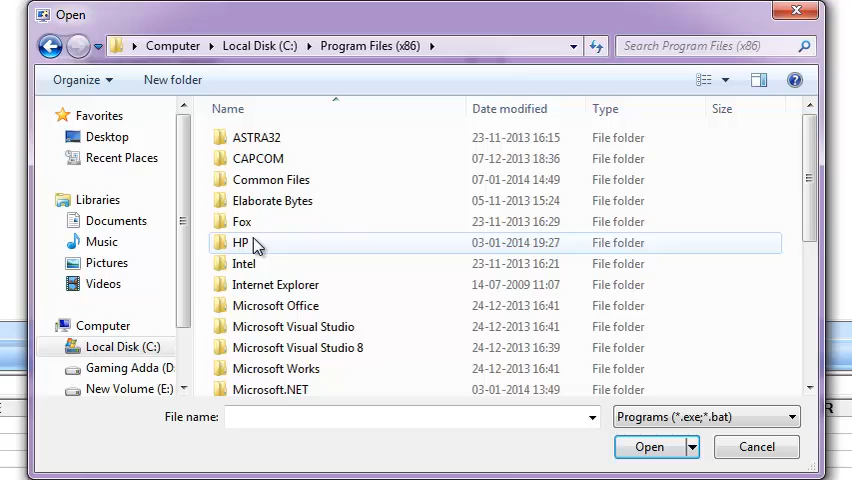 Open
Computer Local Disk (C:) Program Files (x86) Search Program Files (x86)
Organize New folder
Name Date modified Type Size
Favorites
Desktop
Recent Places
Libraries
Documents
Music
Pictures
Videos
Computer
Local Disk (C:)
Gaming Adda (D:
New Volume (E:)
ASTRA32 23-11-2013 16:15 File folder
CAPCOM 07-12-2013 18:36 File folder
Common Files 07-01-2014 14:49 File folder
Elaborate Bytes 05-11-2013 15:24 File folder
Fox 23-11-2013 16:29 File folder
HP 03-01-2014 19:27 File folder
Intel 23-11-2013 16:21 File folder
Internet Explorer 14-07-2009 11:07 File folder
Microsoft Office 24-12-2013 16:41 File folder
Microsoft Visual Studio 24-12-2013 16:41 File folder
Microsoft Visual Studio 8 24-12-2013 16:39 File folder
Microsoft Works 24-12-2013 16:41 File folder
Microsoft.NET 03-01-2014 13:49 File folder
File name: Programs (*.exe;*.bat)
Open Cancel
R